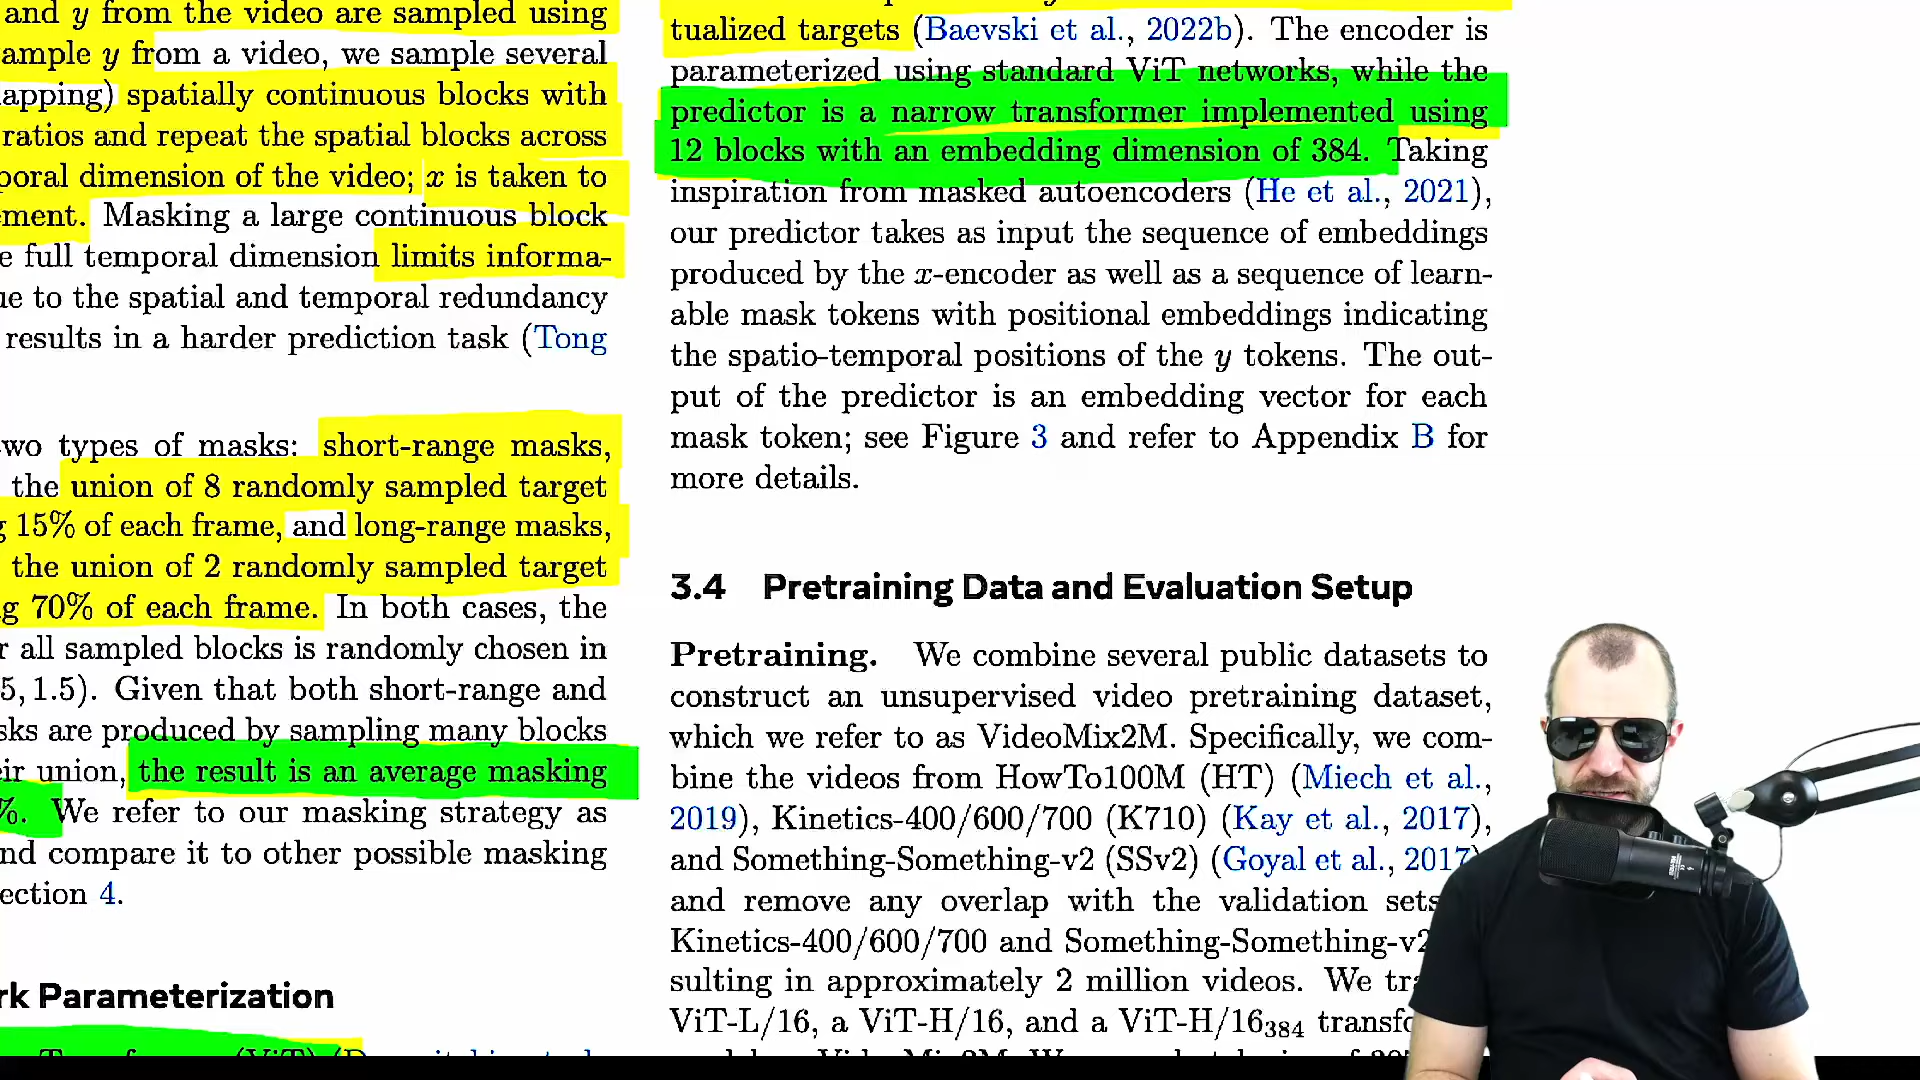 and y from the video are sampled using
ample y from a video, we sample several
apping) spatially continuous blocks with
ratios and repeat the spatial blocks across
poral dimension of the video; x is taken to
ement. Masking a large continuous block
e full temporal dimension limits informa-
ue to the spatial and temporal redundancy
results in a harder prediction task (Tong
wo types of masks: short-range masks,
the union of 8 randomly sampled target
g 15% of each frame, and long-range masks,
the union of 2 randomly sampled target
g 70% of each frame. In both cases, the
r all sampled blocks is randomly chosen in
5, 1.5). Given that both short-range and
sks are produced by sampling many blocks
eir union, the result is an average masking
%. We refer to our masking strategy as
nd compare it to other possible masking
ection 4.
rk Parameterization
tualized targets (Baevski et al., 2022b). The encoder is
parameterized using standard ViT networks, while the
predictor is a narrow transformer implemented using
12 blocks with an embedding dimension of 384. Taking
inspiration from masked autoencoders (He et al., 2021),
our predictor takes as input the sequence of embeddings
produced by the x-encoder as well as a sequence of learn-
able mask tokens with positional embeddings indicating
the spatio-temporal positions of the y tokens. The out-
put of the predictor is an embedding vector for each
mask token; see Figure 3 and refer to Appendix B for
more details.
3.4 Pretraining Data and Evaluation Setup
Pretraining. We combine several public datasets to
construct an unsupervised video pretraining dataset,
which we refer to as VideoMix2M. Specifically, we com-
bine the videos from HowTo100M (HT) (Miech et al.,
2019), Kinetics-400/600/700 (K710) (Kay et al., 2017),
and Something-Something-v2 (SSv2) (Goyal et al., 2017)
and remove any overlap with the validation sets
Kinetics-400/600/700 and Something-Something-v2
sulting in approximately 2 million videos. We tr
ViT-L/16, a ViT-H/16, and a ViT-H/16384 transfo